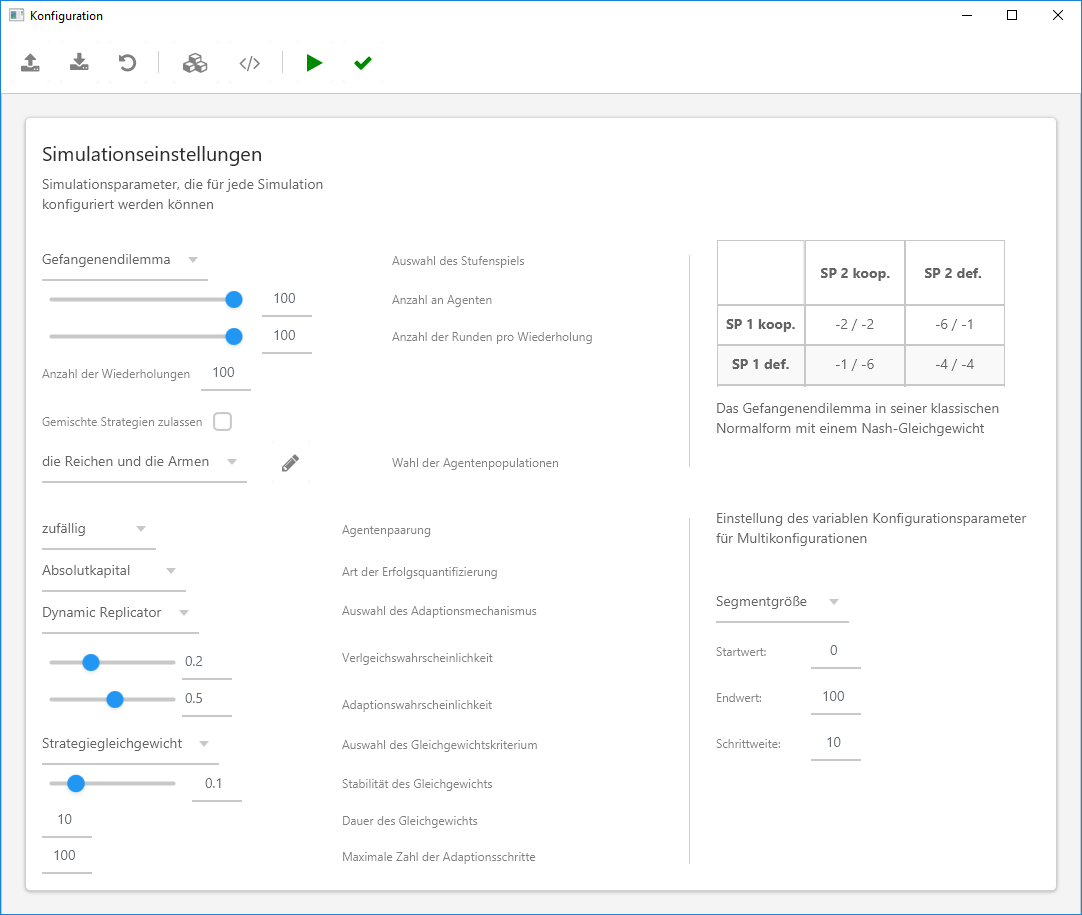 Konfiguration
Simulationseinstellungen
Simulationsparameter, die für jede Simulation
konfiguriert werden können
Gefangenendilemma
Auswahl des Stufenspiels
100
Anzahl an Agenten
100
Anzahl der Runden pro Wiederholung
Anzahl der Wiederholungen
100
Gemischte Strategien zulassen
die Reichen und die Armen
Wahl der Agentenpopulationen
SP 2 koop. SP 2 def.
SP 1 koop. -2 / -2 -6 / -1
SP 1 def. -1 / -6 -4 / -4
Das Gefangenendilemma in seiner klassischen
Normalform mit einem Nash-Gleichgewicht
zufällig
Agentenpaarung
Absolutkapital
Art der Erfolgsquantifizierung
Dynamic Replicator
Auswahl des Adaptionsmechanismus
0.2
Verlgeichswahrscheinlichkeit
0.5
Adaptionswahrscheinlichkeit
Strategiegleichgewicht
Auswahl des Gleichgewichtskriterium
0.1
Stabilität des Gleichgewichts
10
Dauer des Gleichgewichts
100
Maximale Zahl der Adaptionsschritte
Einstellung des variablen Konfigurationsparameter
für Multikonfigurationen
Segmentgröße
Startwert: 0
Endwert: 100
Schrittweite: 10